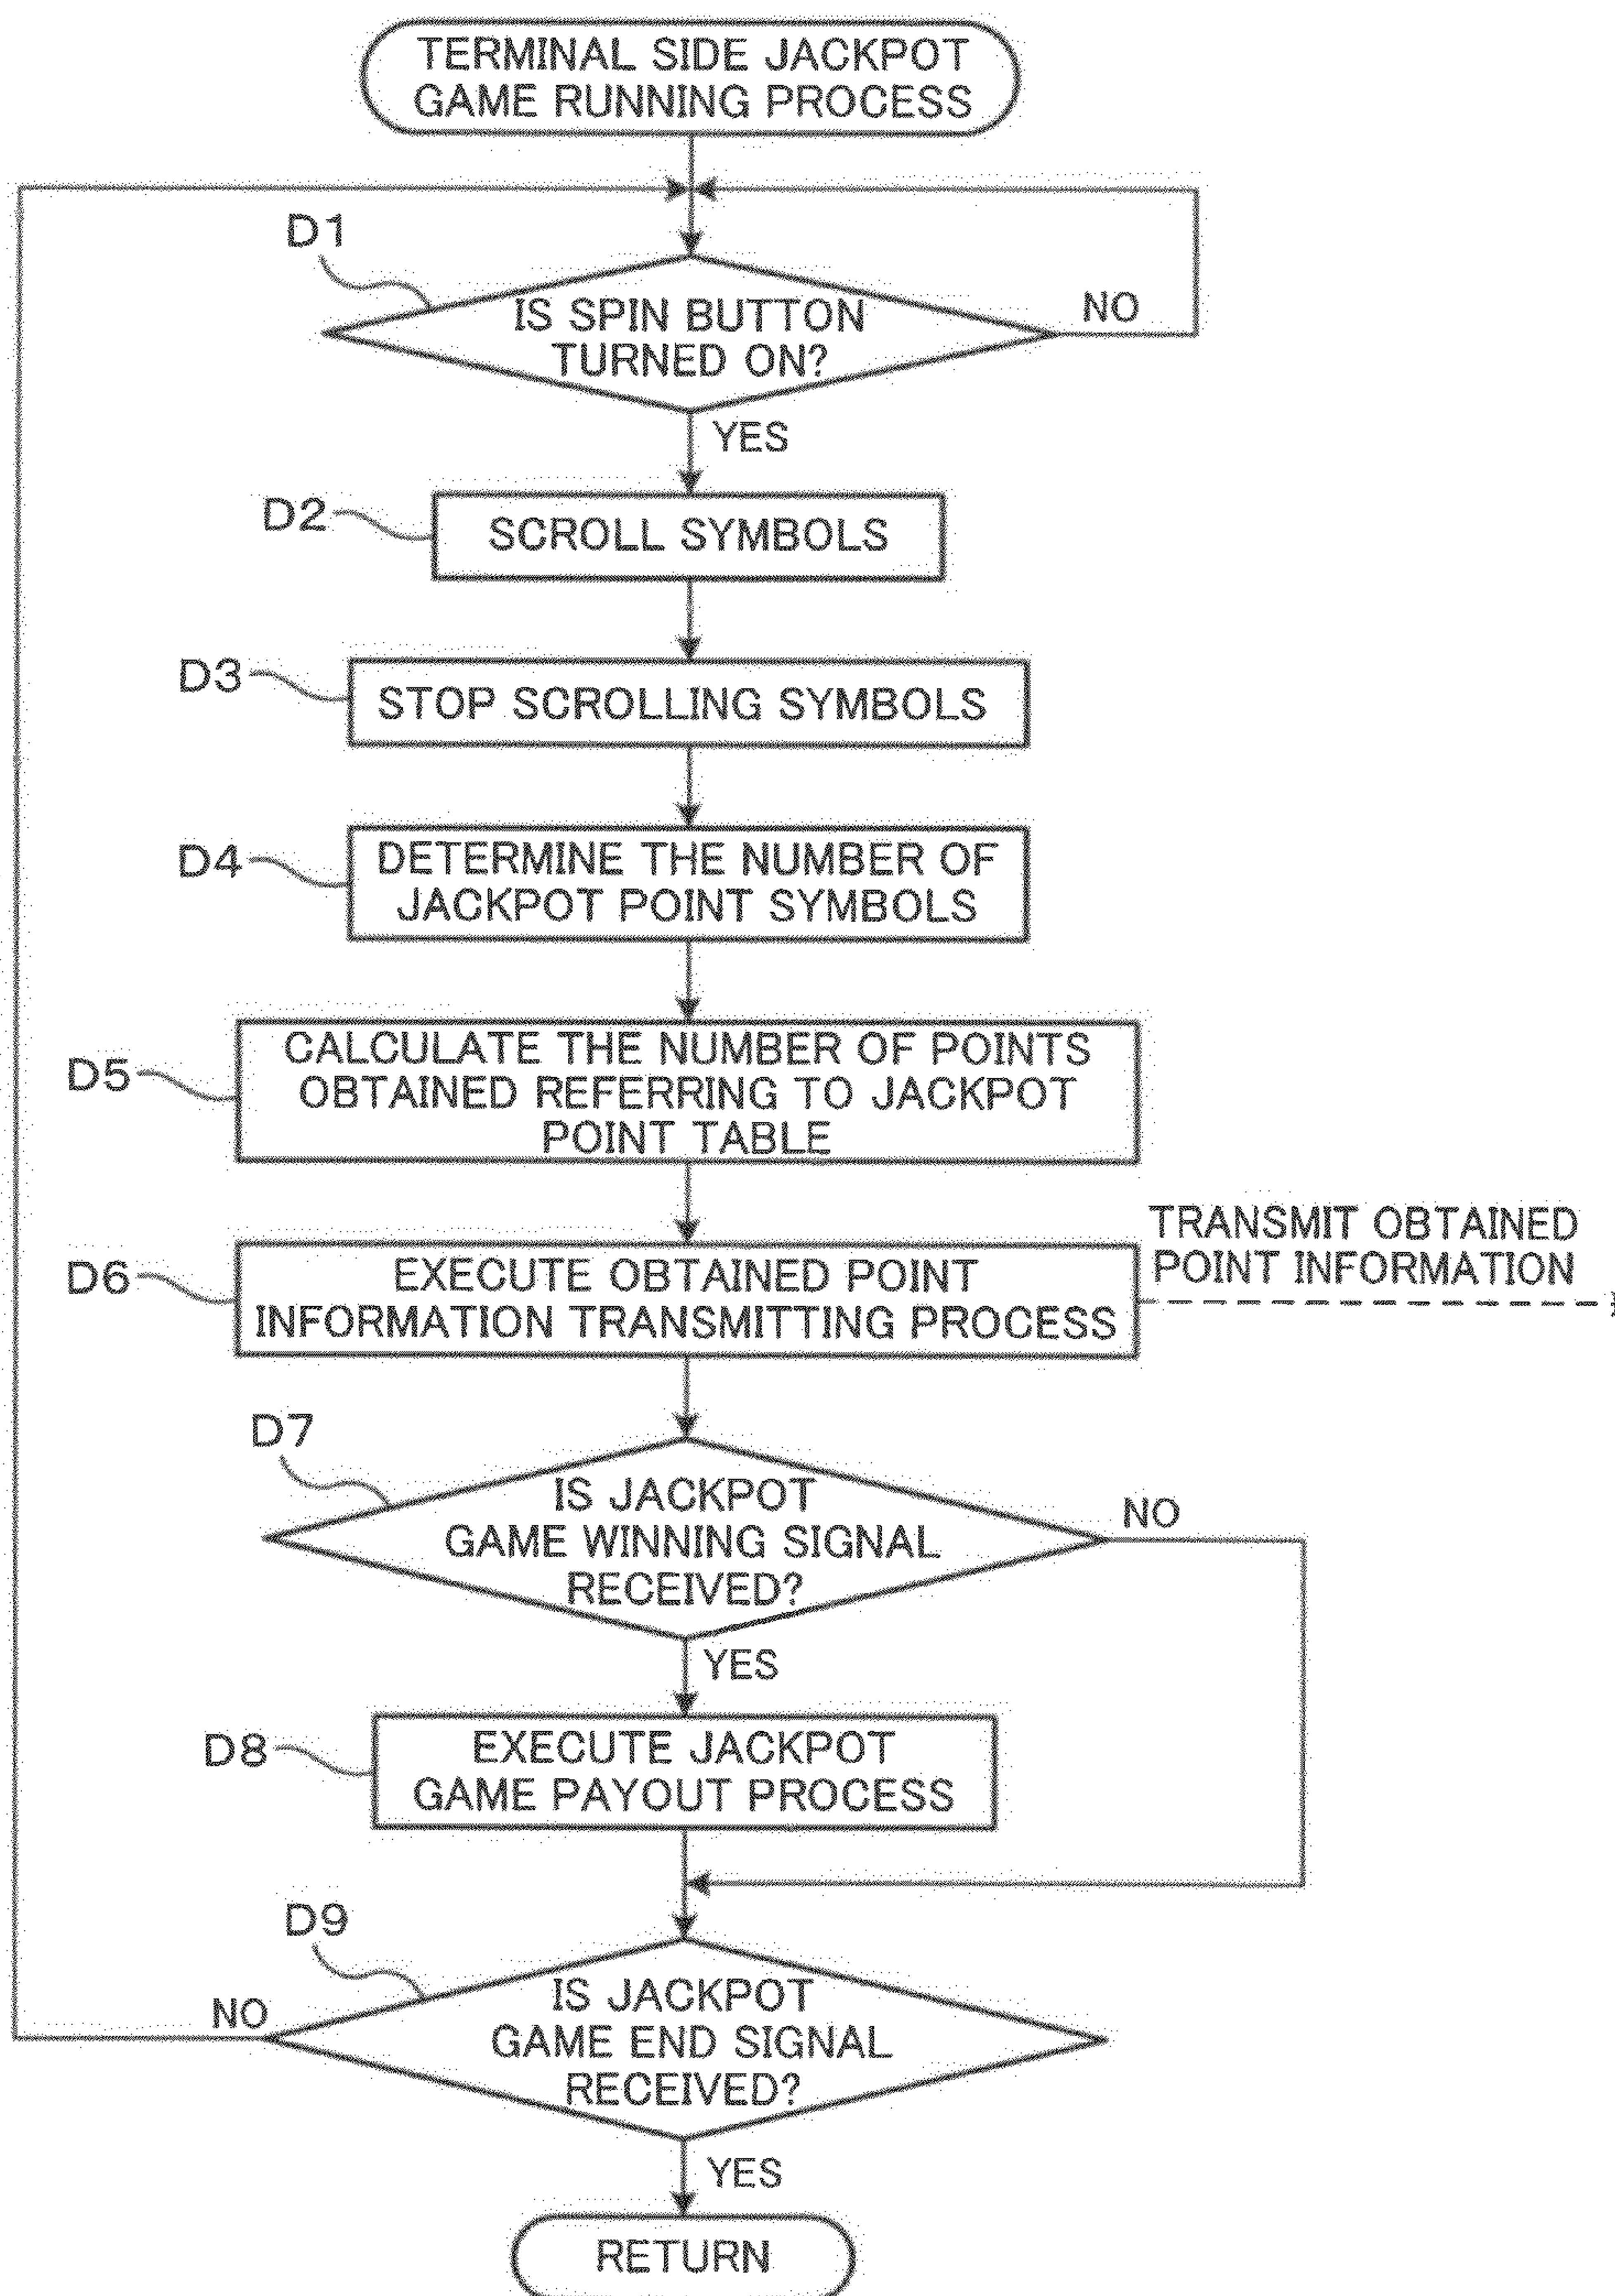 TERMINAL SIDE JACKPOT
GAME RUNNING PROCESS
D1
IS SPIN BUTTON
TURNED ON?
NO
YES
D2
SCROLL SYMBOLS
D3
STOP SCROLLING SYMBOLS
D4
DETERMINE THE NUMBER OF
JACKPOT POINT SYMBOLS
D5
CALCULATE THE NUMBER OF POINTS
OBTAINED REFERRING TO JACKPOT
POINT TABLE
D6
EXECUTE OBTAINED POINT
INFORMATION TRANSMITTING PROCESS
TRANSMIT OBTAINED
POINT INFORMATION
D7
IS JACKPOT
GAME WINNING SIGNAL
RECEIVED?
NO
YES
D8
EXECUTE JACKPOT
GAME PAYOUT PROCESS
D9
IS JACKPOT
GAME END SIGNAL
RECEIVED?
NO
YES
RETURN